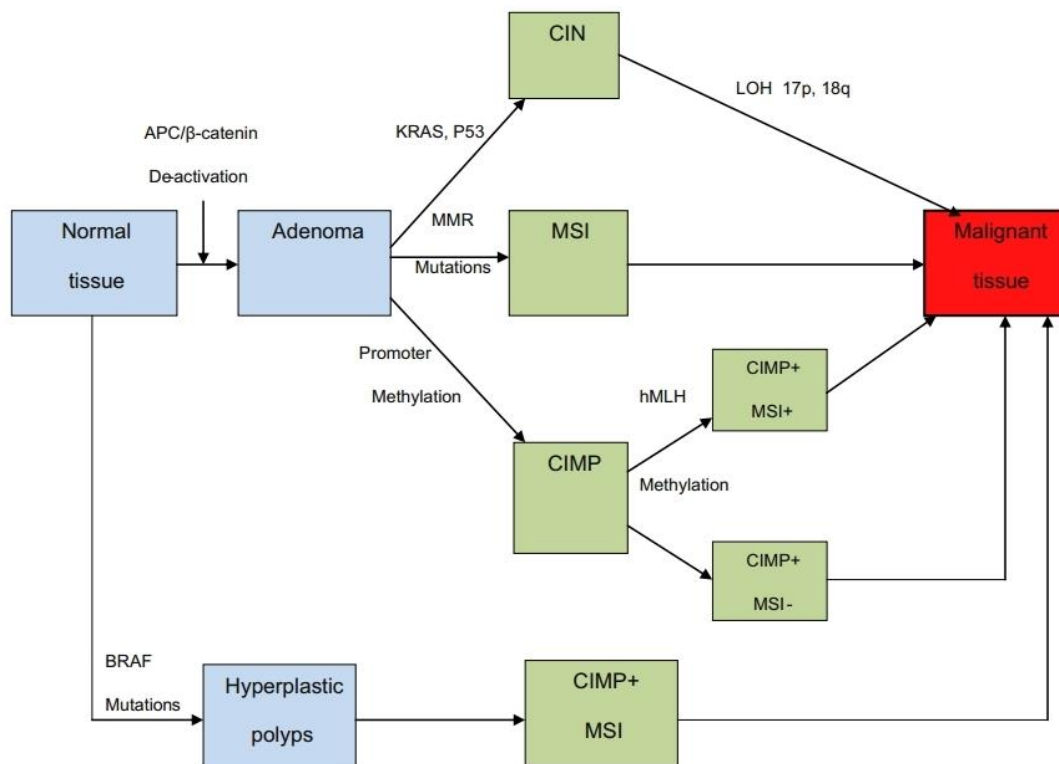 CIN
LOH 17p, 18q
KRAS, P53
APC/β-catenin
De-activation
Normal
tissue
Adenoma
MMR
Mutations
MSI
Malignant
tissue
Promoter
Methylation
CIMP
hMLH
Methylation
CIMP+
MSI+
CIMP+
MSI-
BRAF
Mutations
Hyperplastic
polyps
CIMP+
MSI